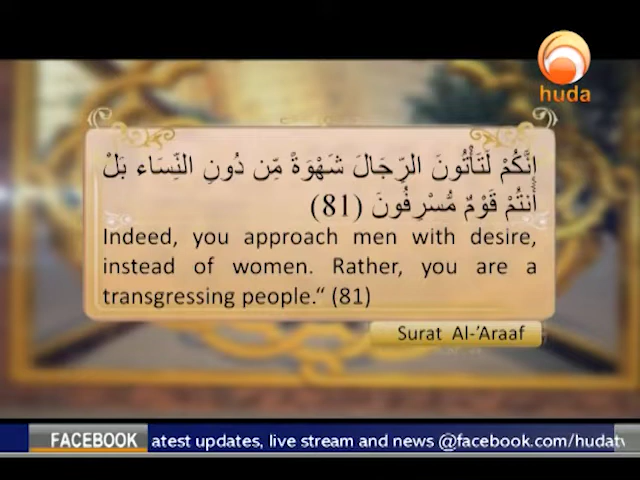 huda
إِنَّكُمْ لَتَأْتُونَ الرِّجَالَ شَهْوَةً مِّن دُونِ النِّسَاء بَلْ
أَنتُمْ قَوْمٌ مُّسْرِفُونَ (81)
Indeed, you approach men with desire,
instead of women. Rather, you are a
transgressing people.“ (81)
Surat Al-’Araaf
FACEBOOK atest updates, live stream and news @facebook.com/hudatv